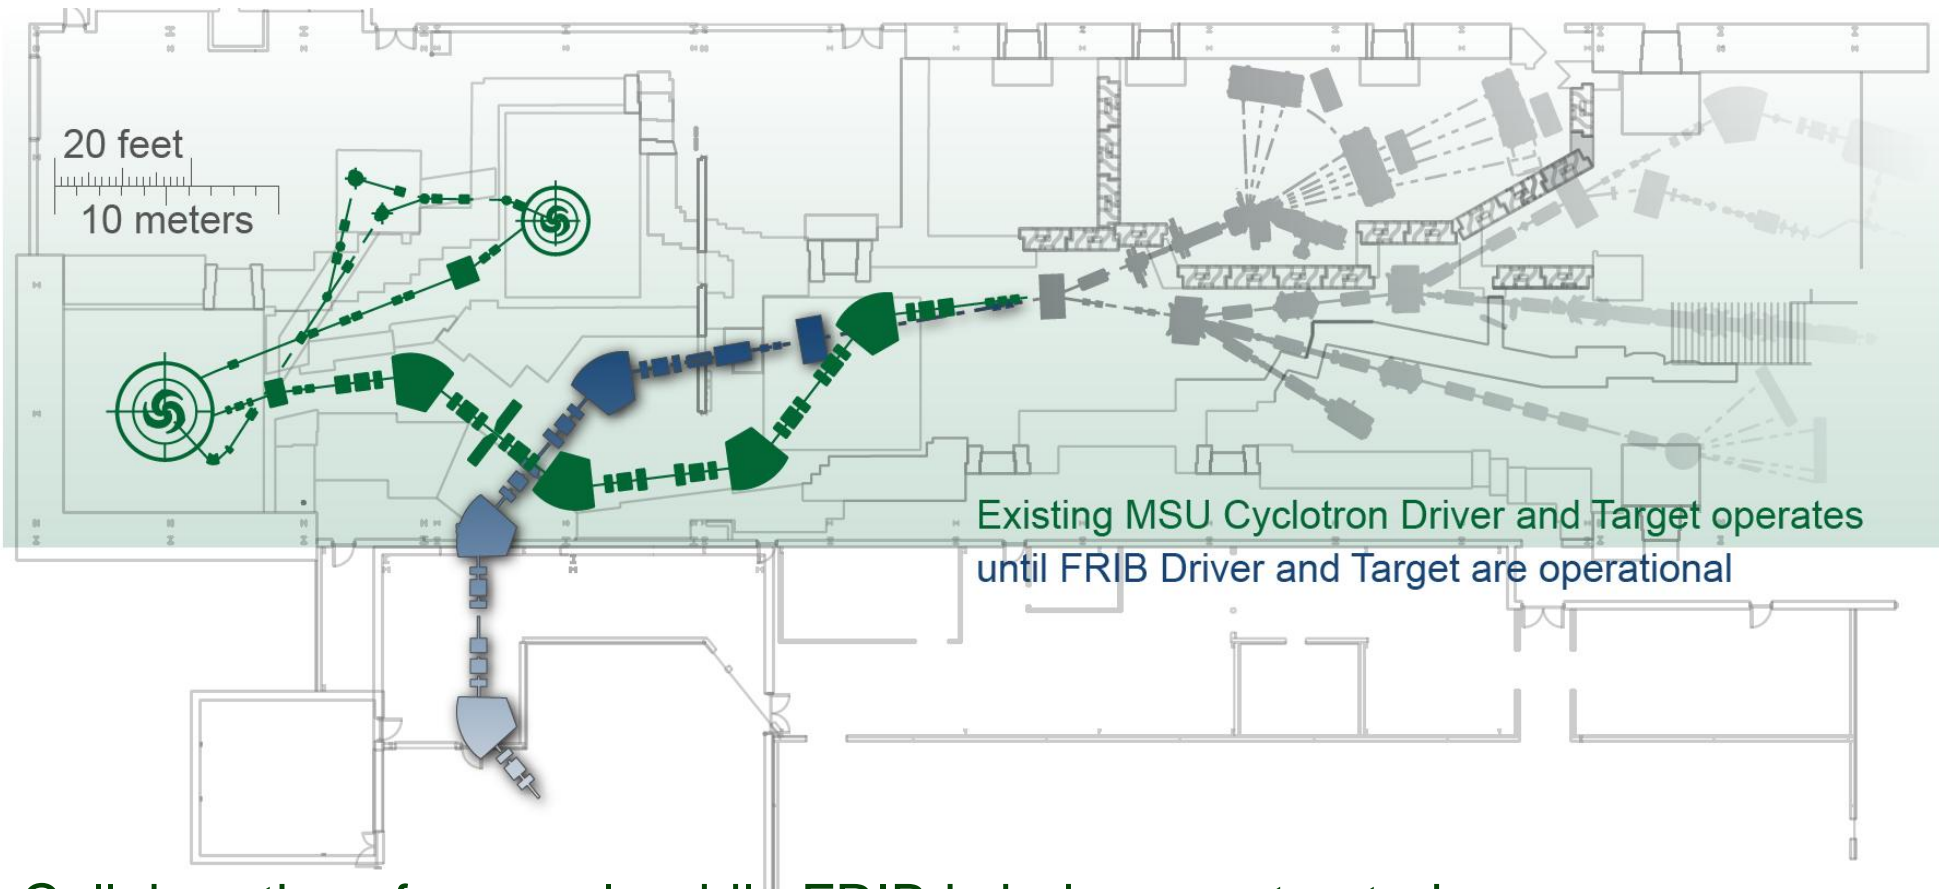 20 feet
10 meters
Existing MSU Cyclotron Driver and Target operates
until FRIB Driver and Target are operational